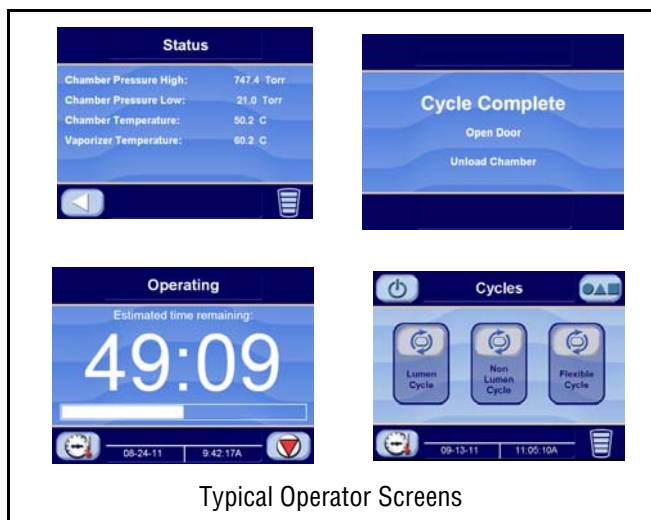 Status
Chamber Pressure High: 747.4 Torr
Chamber Pressure Low: 21.0 Torr
Chamber Temperature: 50.2 C
Vaporizer Temperature: 60.2 C
Cycle Complete
Open Door
Unload Chamber
Operating
Estimated time remaining:
49:09
08-24-11 9:42:17A
Cycles
Lumen
Cycle
Non
Lumen
Cycle
Flexible
Cycle
09-13-11 11:05:10A
Typical Operator Screens